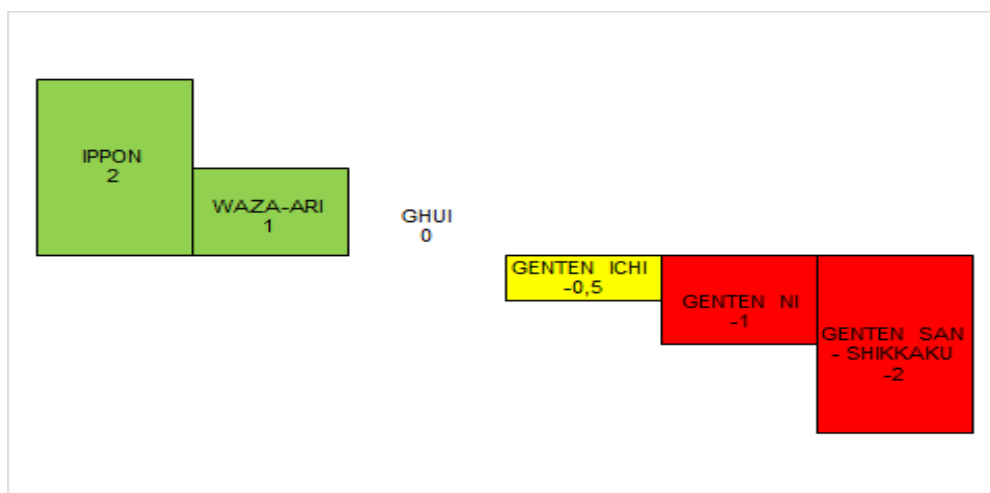 IPPON
2
WAZA-ARI
1
GHUI
0
GENTEN ICHI
-0,5
GENTEN NI
-1
GENTEN SAN
- SHIKKAKU
-2